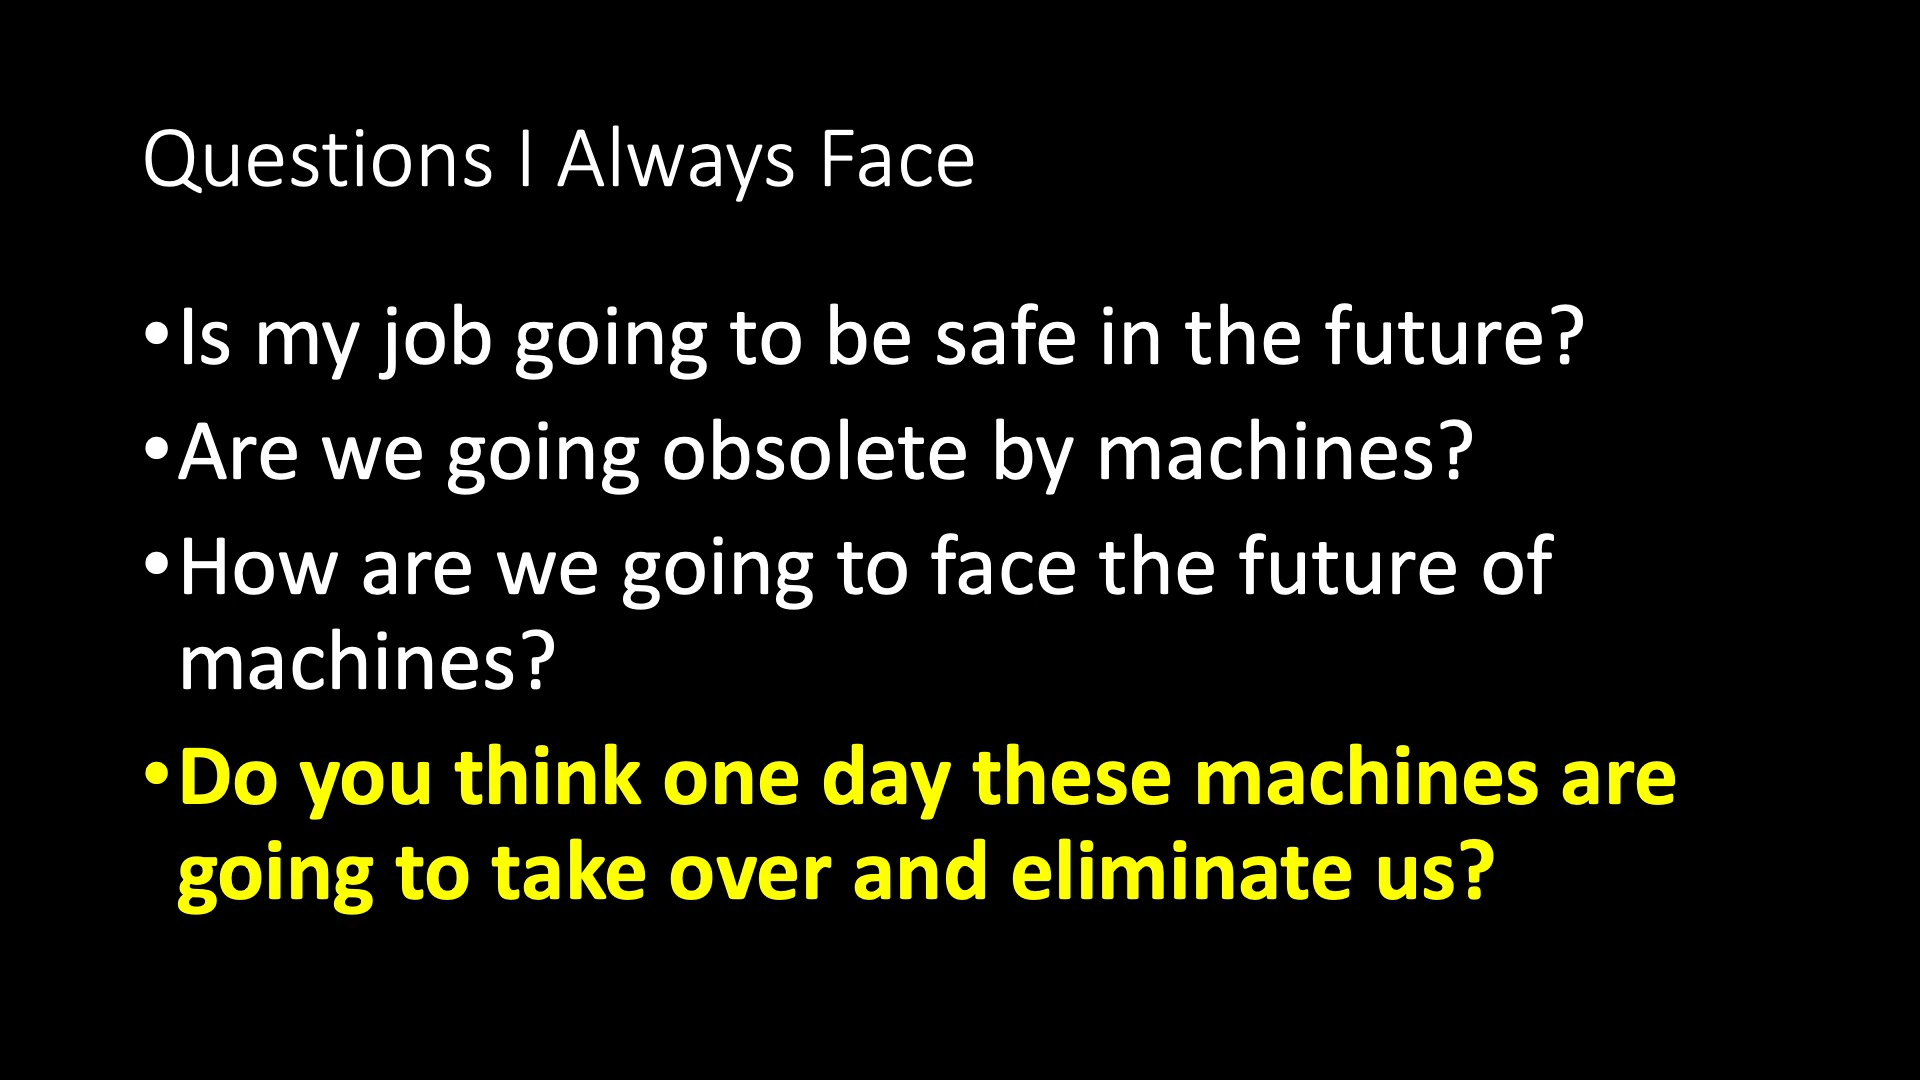 Questions I Always Face
•Is my job going to be safe in the future?
•Are we going obsolete by machines?
•How are we going to face the future of
machines?
•Do you think one day these machines are
going to take over and eliminate us?